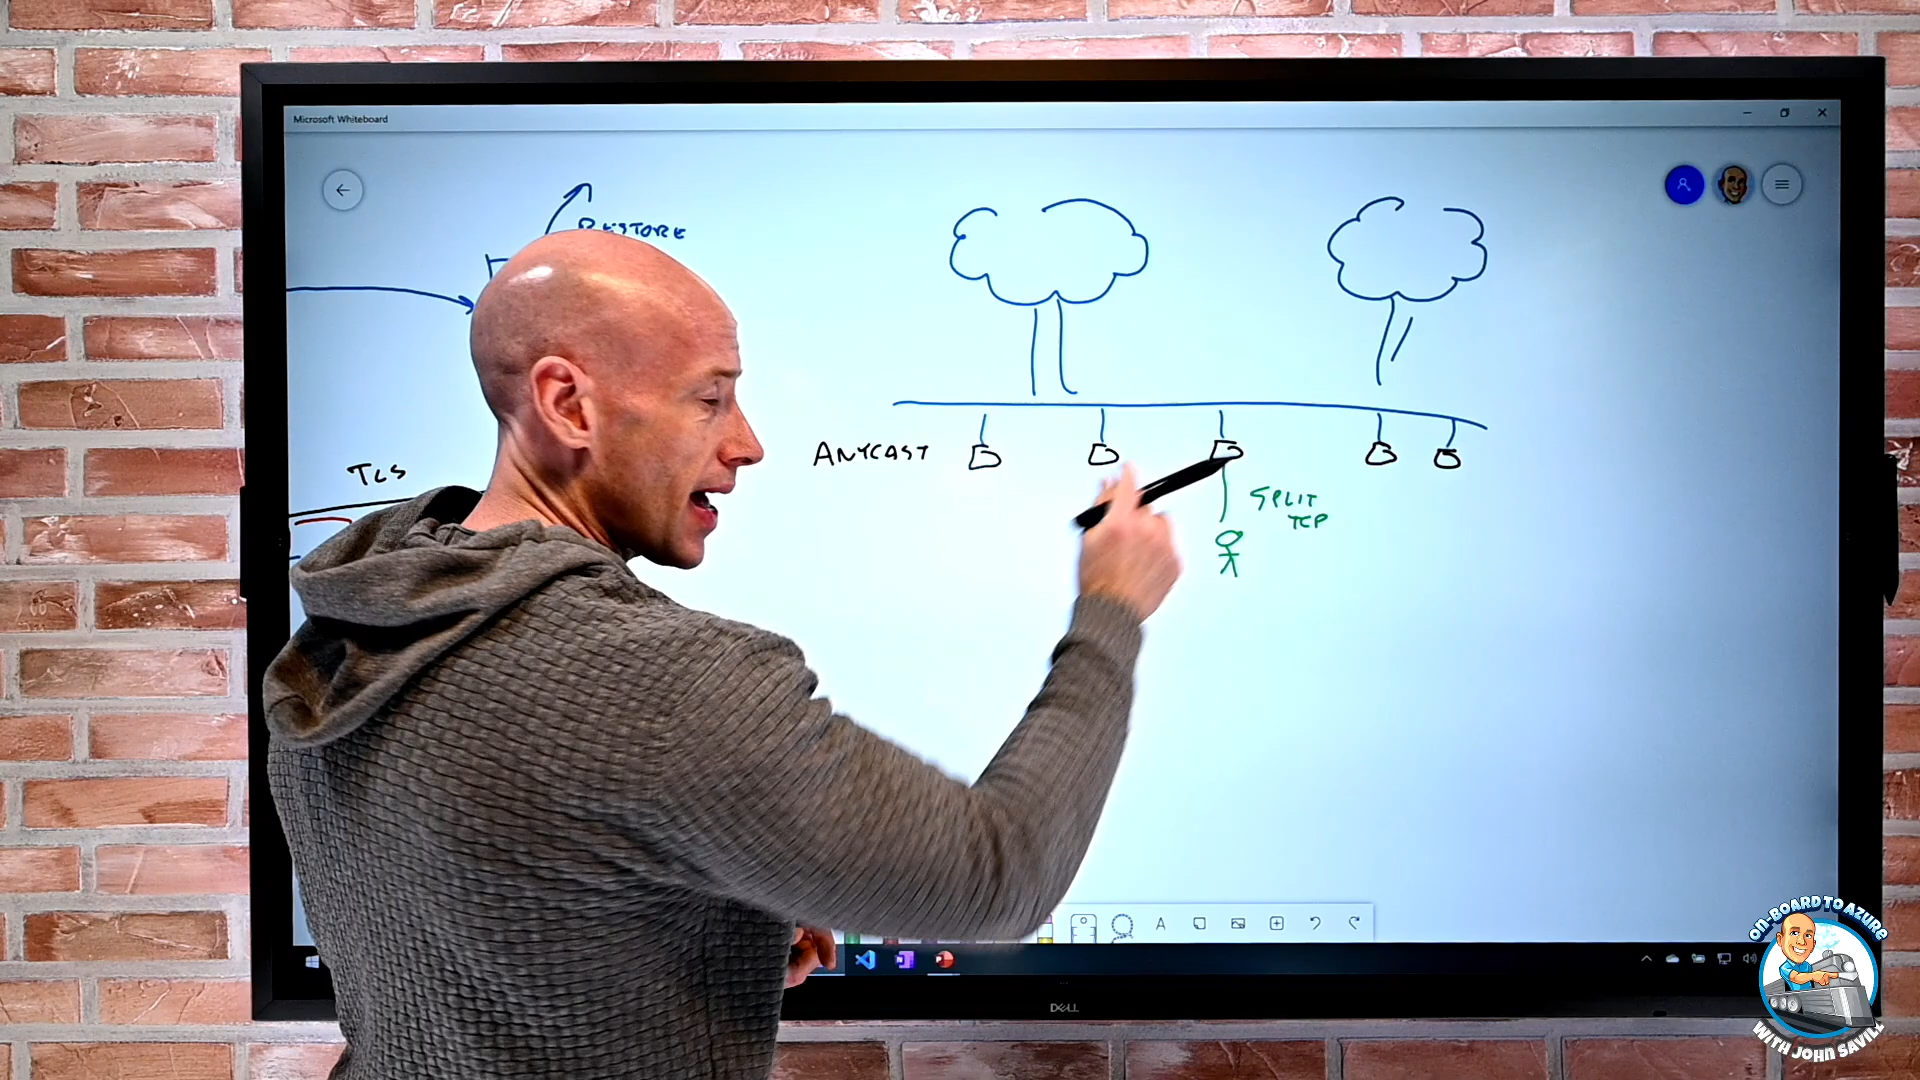 Microsoft Whiteboard
RESTORE
TLS
ANYCAST
SPLIT
TCP
A
DELL
ON-BOARD TO AZURE
WITH JOHN SAVILL